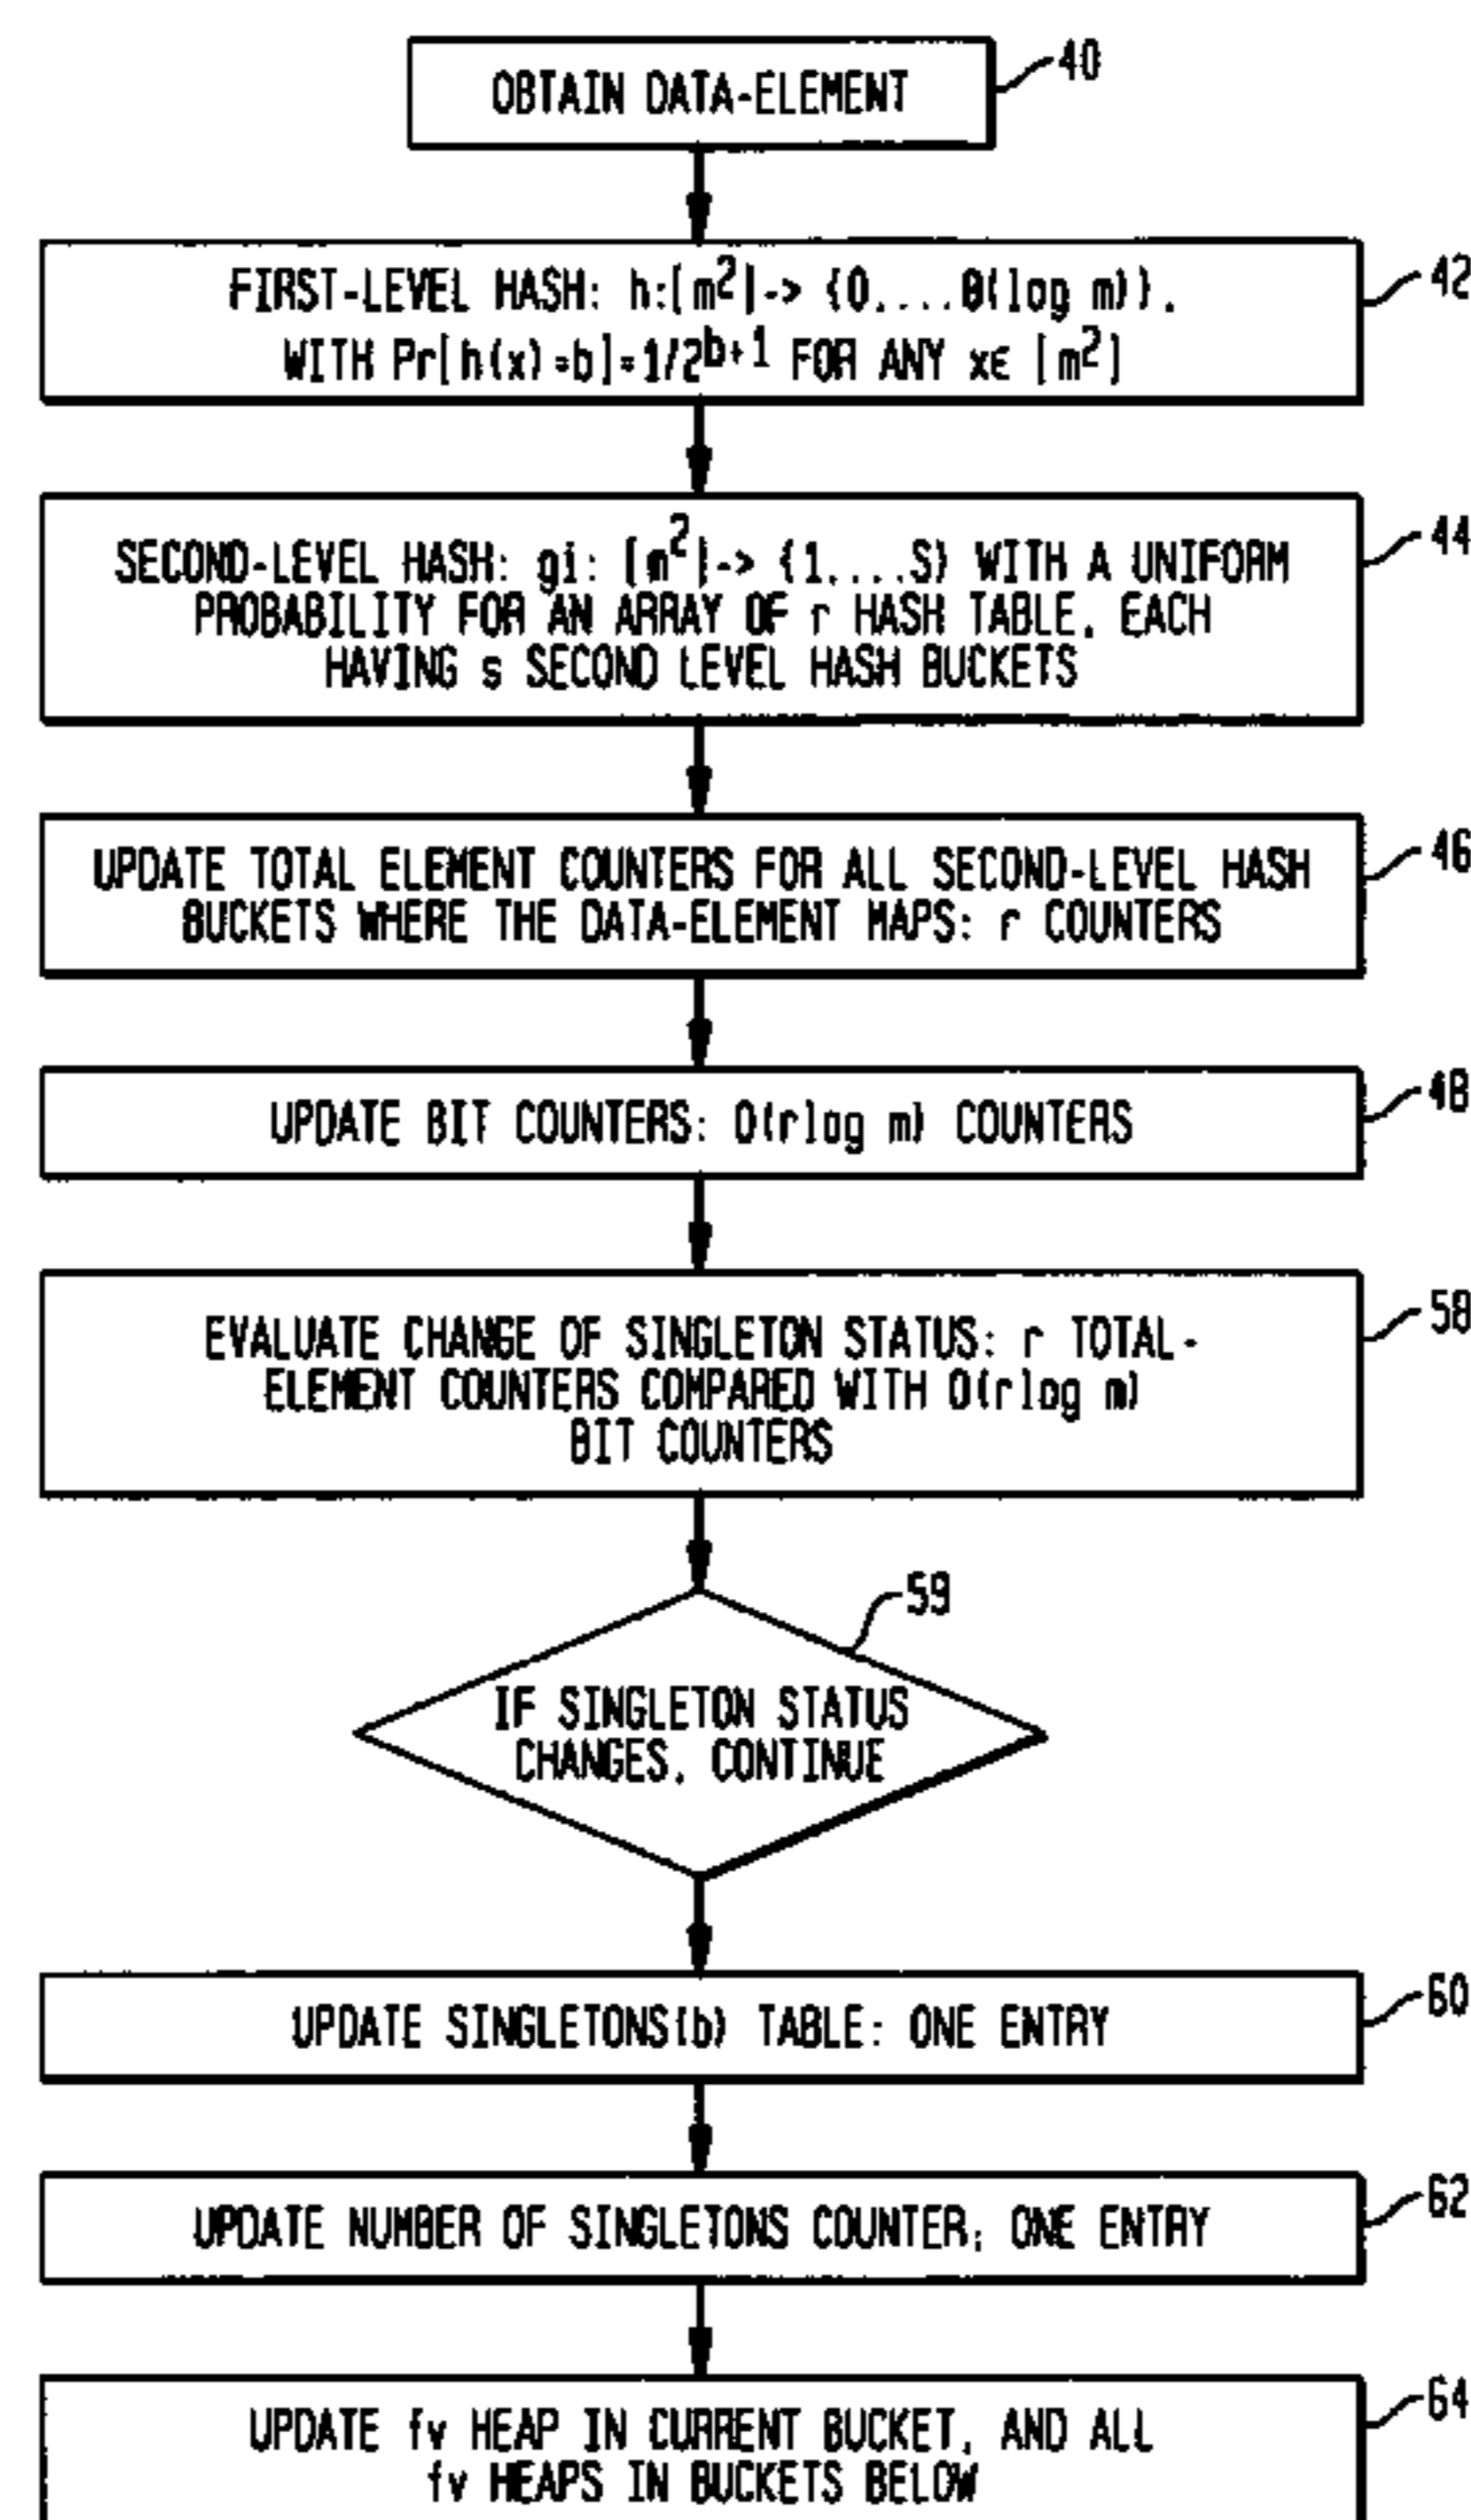 OBTAIN DATA-ELEMENT
40
FIRST-LEVEL HASH: h:[m²]-> {0,...θ(log m)},
42
WITH Pr[h(x)=b]=1/2^b+1 FOR ANY x∈ [m²]
SECOND-LEVEL HASH: gi: [m²]-> {1,...S} WITH A UNIFORM
44
PROBABILITY FOR AN ARRAY OF r HASH TABLE, EACH
HAVING s SECOND LEVEL HASH BUCKETS
UPDATE TOTAL ELEMENT COUNTERS FOR ALL SECOND-LEVEL HASH
46
BUCKETS WHERE THE DATA-ELEMENT MAPS: r COUNTERS
UPDATE BIT COUNTERS: O(rlog m) COUNTERS
48
EVALUATE CHANGE OF SINGLETON STATUS: r TOTAL-
58
ELEMENT COUNTERS COMPARED WITH O(rlog m)
BIT COUNTERS
59
IF SINGLETON STATUS
CHANGES, CONTINUE
UPDATE SINGLETONS(b) TABLE: ONE ENTRY
60
UPDATE NUMBER OF SINGLETONS COUNTER; ONE ENTRY
62
UPDATE fv HEAP IN CURRENT BUCKET, AND ALL
64
fv HEAPS IN BUCKETS BELOW